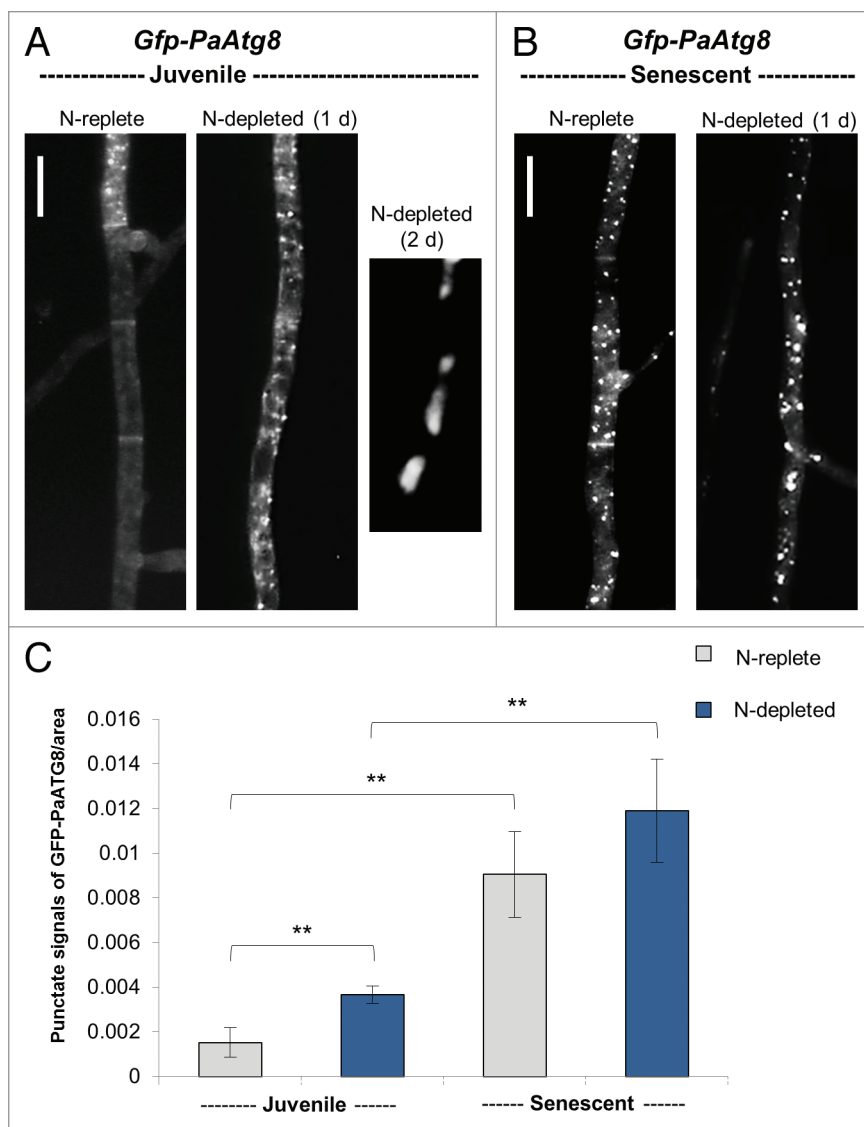 A
Gfp-PaAtg8
------------- Juvenile ----------------------------
N-replete
N-depleted (1 d)
N-depleted
(2 d)
B
Gfp-PaAtg8
------------- Senescent ------------
N-replete
N-depleted (1d)
C
N-replete
N-depleted
Punctate signals of GFP-PaATG8/area
0.016
0.014
0.012
0.01
0.008
0.006
0.004
0.002
0
**
**
**
------- Juvenile ------
------ Senescent ------